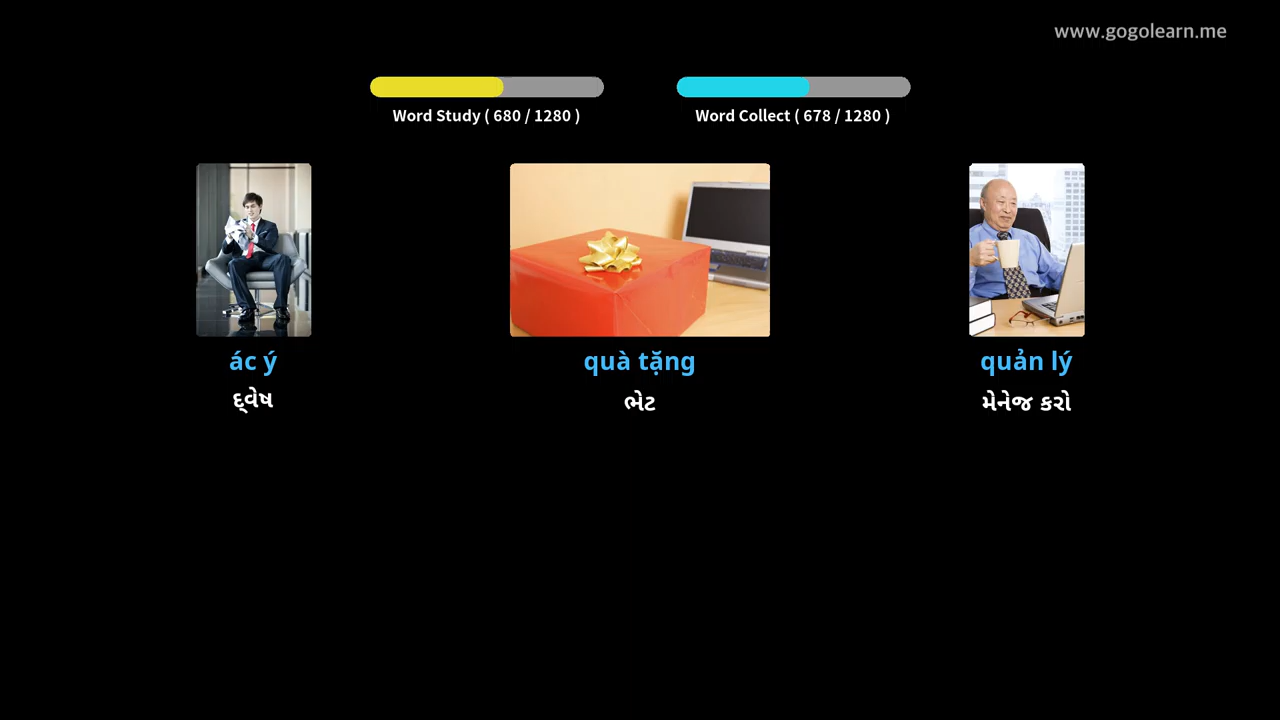 www.gogolearn.me
Word Study ( 680 / 1280 )
Word Collect ( 678 / 1280 )
ác ý
quà tặng
quản lý
દ્વેષ
ભેટ
મેનેજ કરો